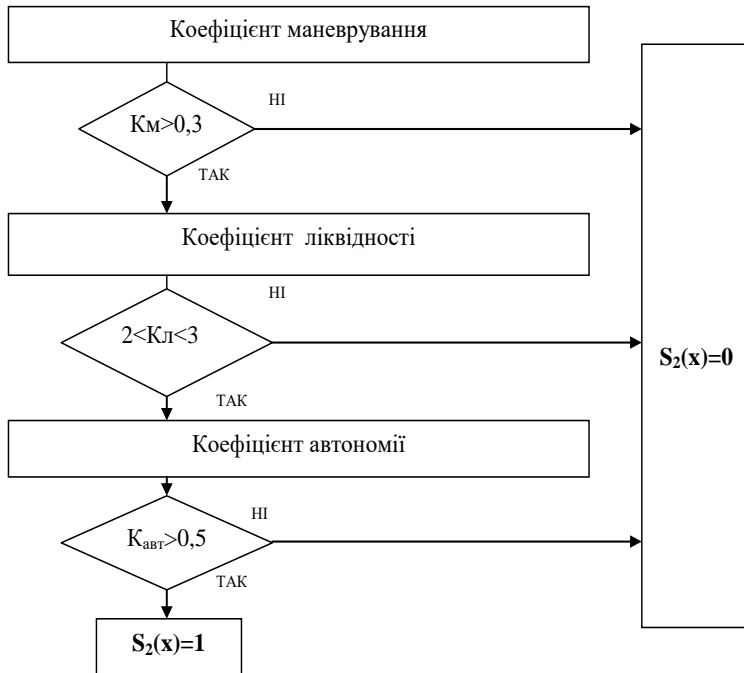 Коефіцієнт маневрування
НІ
Км>0,3
ТАК
Коефіцієнт ліквідності
НІ
2<Кл<3
S₂(x)=0
ТАК
Коефіцієнт автономії
НІ
Kавт>0,5
ТАК
S₂(x)=1